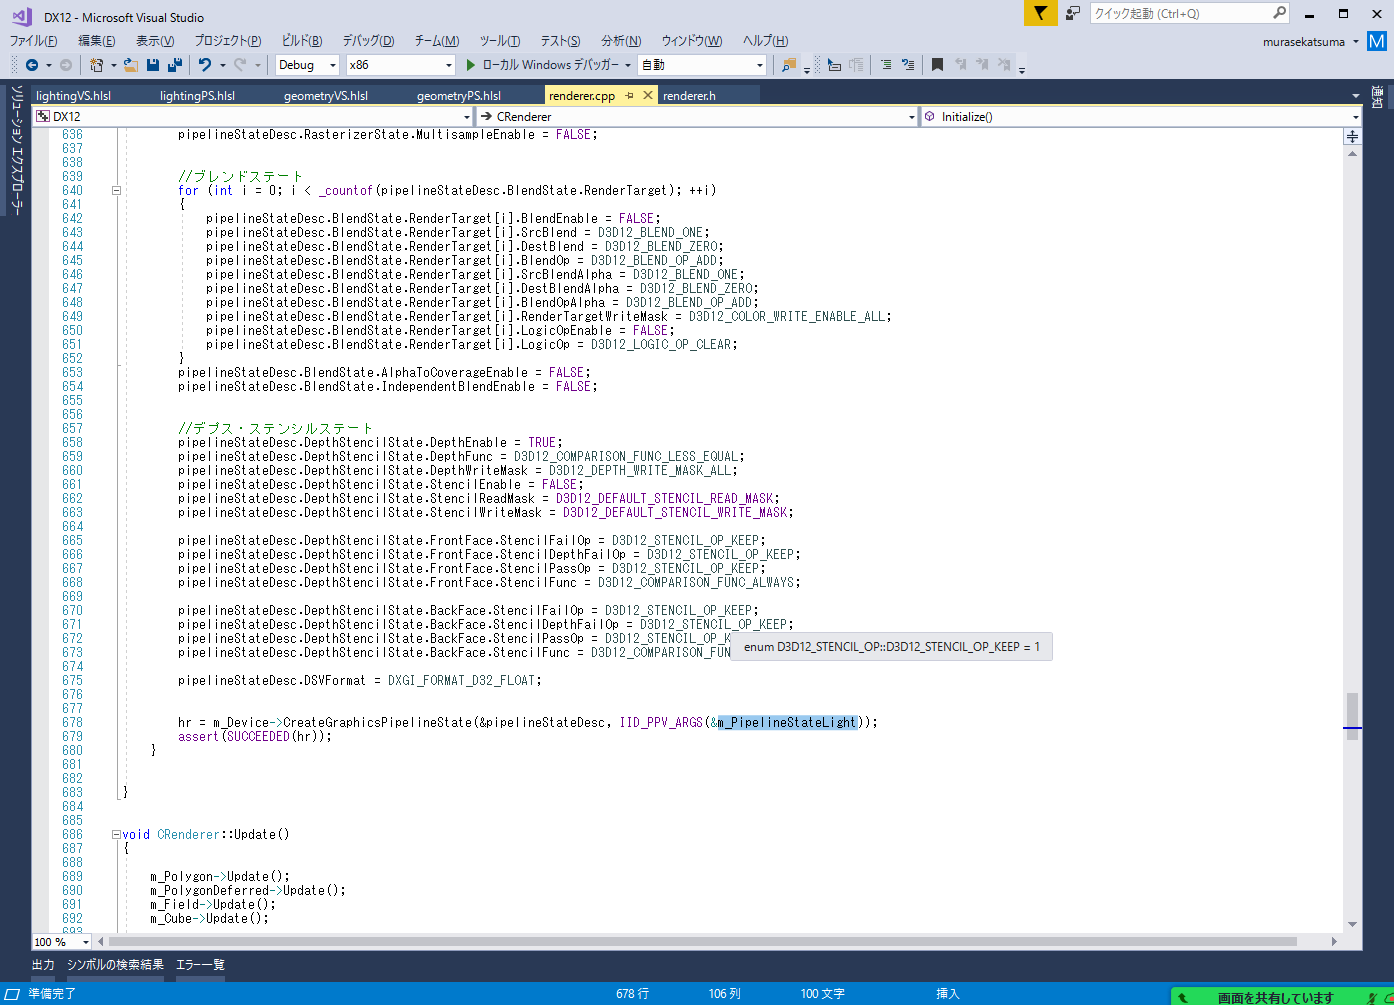 DX12 - Microsoft Visual Studio
クイック起動 (Ctrl+Q)
ファイル(F) 編集(E) 表示(V) プロジェクト(P) ビルド(B) デバッグ(D) チーム(M) ツール(T) テスト(S) 分析(N) ウィンドウ(W) ヘルプ(H)
murasekatsuma M
Debug x86 ローカル Windows デバッガー 自動
ソリューション エクスプローラー
通知
lightingVS.hlsl lightingPS.hlsl geometryVS.hlsl geometryPS.hlsl renderer.cpp renderer.h
DX12 CRenderer Initialize()
636 pipelineStateDesc.RasterizerState.MultisampleEnable = FALSE;
637
638
639 //ブレンドステート
640 for (int i = 0; i < _countof(pipelineStateDesc.BlendState.RenderTarget); ++i)
641 {
642 pipelineStateDesc.BlendState.RenderTarget[i].BlendEnable = FALSE;
643 pipelineStateDesc.BlendState.RenderTarget[i].SrcBlend = D3D12_BLEND_ONE;
644 pipelineStateDesc.BlendState.RenderTarget[i].DestBlend = D3D12_BLEND_ZERO;
645 pipelineStateDesc.BlendState.RenderTarget[i].BlendOp = D3D12_BLEND_OP_ADD;
646 pipelineStateDesc.BlendState.RenderTarget[i].SrcBlendAlpha = D3D12_BLEND_ONE;
647 pipelineStateDesc.BlendState.RenderTarget[i].DestBlendAlpha = D3D12_BLEND_ZERO;
648 pipelineStateDesc.BlendState.RenderTarget[i].BlendOpAlpha = D3D12_BLEND_OP_ADD;
649 pipelineStateDesc.BlendState.RenderTarget[i].RenderTargetWriteMask = D3D12_COLOR_WRITE_ENABLE_ALL;
650 pipelineStateDesc.BlendState.RenderTarget[i].LogicOpEnable = FALSE;
651 pipelineStateDesc.BlendState.RenderTarget[i].LogicOp = D3D12_LOGIC_OP_CLEAR;
652 }
653 pipelineStateDesc.BlendState.AlphaToCoverageEnable = FALSE;
654 pipelineStateDesc.BlendState.IndependentBlendEnable = FALSE;
655
656
657 //デプス・ステンシルステート
658 pipelineStateDesc.DepthStencilState.DepthEnable = TRUE;
659 pipelineStateDesc.DepthStencilState.DepthFunc = D3D12_COMPARISON_FUNC_LESS_EQUAL;
660 pipelineStateDesc.DepthStencilState.DepthWriteMask = D3D12_DEPTH_WRITE_MASK_ALL;
661 pipelineStateDesc.DepthStencilState.StencilEnable = FALSE;
662 pipelineStateDesc.DepthStencilState.StencilReadMask = D3D12_DEFAULT_STENCIL_READ_MASK;
663 pipelineStateDesc.DepthStencilState.StencilWriteMask = D3D12_DEFAULT_STENCIL_WRITE_MASK;
664
665 pipelineStateDesc.DepthStencilState.FrontFace.StencilFailOp = D3D12_STENCIL_OP_KEEP;
666 pipelineStateDesc.DepthStencilState.FrontFace.StencilDepthFailOp = D3D12_STENCIL_OP_KEEP;
667 pipelineStateDesc.DepthStencilState.FrontFace.StencilPassOp = D3D12_STENCIL_OP_KEEP;
668 pipelineStateDesc.DepthStencilState.FrontFace.StencilFunc = D3D12_COMPARISON_FUNC_ALWAYS;
669
670 pipelineStateDesc.DepthStencilState.BackFace.StencilFailOp = D3D12_STENCIL_OP_KEEP;
671 pipelineStateDesc.DepthStencilState.BackFace.StencilDepthFailOp = D3D12_STENCIL_OP_KEEP;
672 pipelineStateDesc.DepthStencilState.BackFace.StencilPassOp = D3D12_STENCIL_OP_K
enum D3D12_STENCIL_OP::D3D12_STENCIL_OP_KEEP = 1
673 pipelineStateDesc.DepthStencilState.BackFace.StencilFunc = D3D12_COMPARISON_FUN
674
675 pipelineStateDesc.DSVFormat = DXGI_FORMAT_D32_FLOAT;
676
677
678 hr = m_Device->CreateGraphicsPipelineState(&pipelineStateDesc, IID_PPV_ARGS(&m_PipelineStateLight));
679 assert(SUCCEEDED(hr));
680 }
681
682
683 }
684
685
686 void CRenderer::Update()
687 {
688
689 m_Polygon->Update();
690 m_PolygonDeferred->Update();
691 m_Field->Update();
692 m_Cube->Update();
693
100 %
出力 シンボルの検索結果 エラー一覧
準備完了 678 行 106 列 100 文字 挿入
画面を共有しています